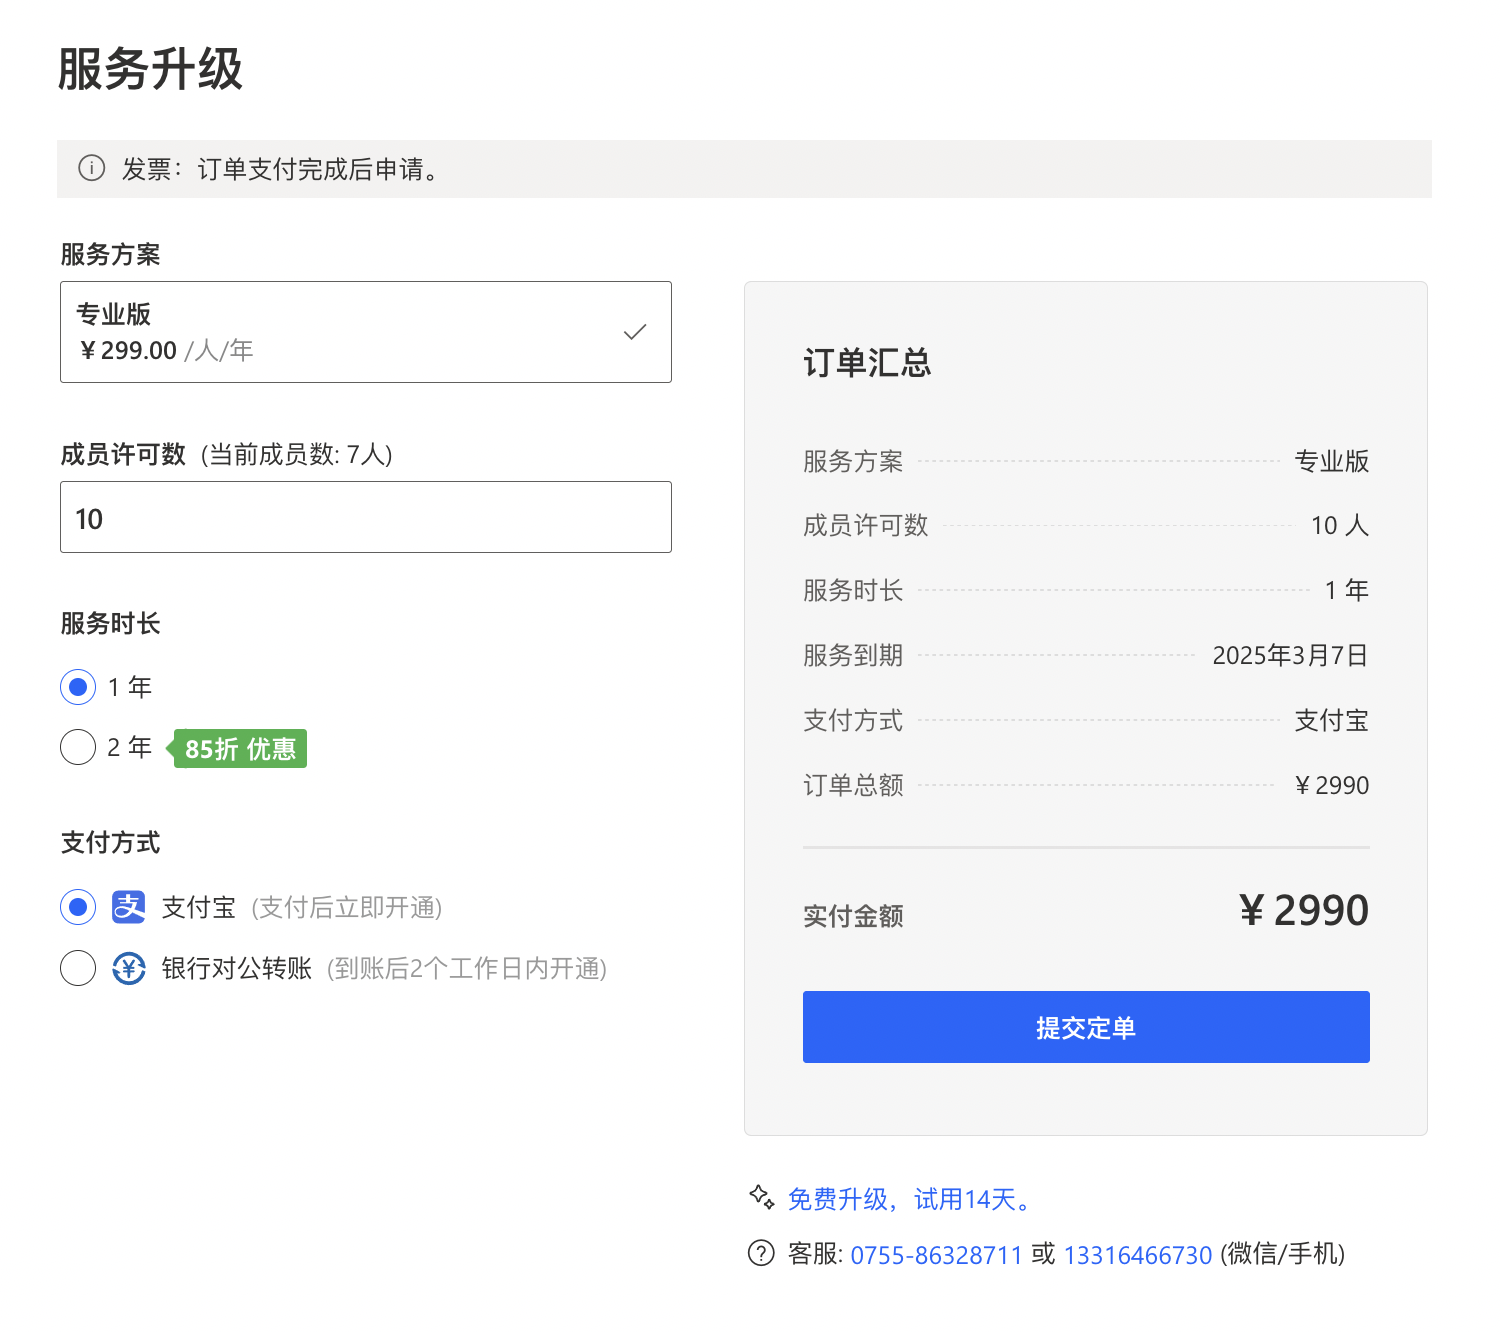 服务升级
发票：订单支付完成后申请。
服务方案
专业版
¥ 299.00 /人/年
成员许可数 (当前成员数: 7人)
10
服务时长
1 年
2 年 85折 优惠
支付方式
支 支付宝 (支付后立即开通)
¥ 银行对公转账 (到账后2个工作日内开通)
订单汇总
服务方案 专业版
成员许可数 10 人
服务时长 1 年
服务到期 2025年3月7日
支付方式 支付宝
订单总额 ¥ 2990
实付金额 ¥ 2990
提交定单
免费升级，试用14天。
客服: 0755-86328711 或 13316466730 (微信/手机)